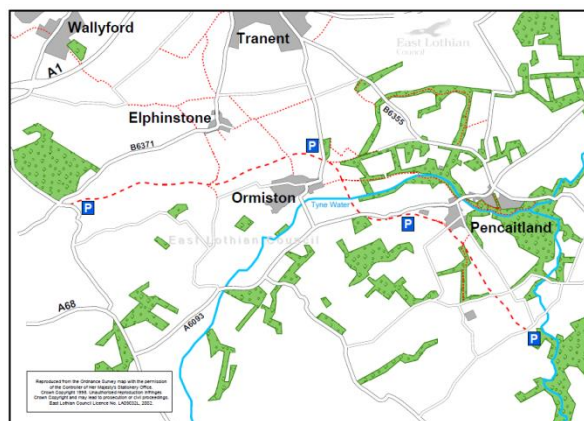 Wallyford
Tranent
East Lothian
Council
A1
Elphinstone
B6371
B6355
P
P
Ormiston
Tyne Water
P
Pencaitland
East Lothian Council
A68
A6093
P
Reproduced from the Ordnance Survey map with the permission
of the Controller of Her Majesty's Stationery Office.
Crown Copyright 1998. Unauthorised reproduction infringes
Crown Copyright and may lead to prosecution or civil proceedings.
East Lothian Council Licence No.